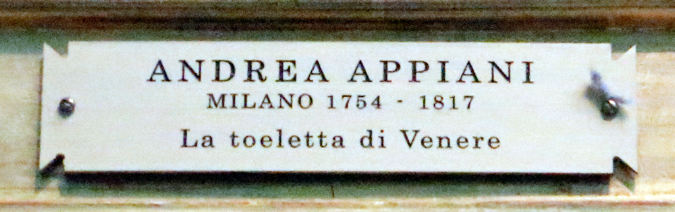 ANDREA APPIANI
MILANO 1754 - 1817
La toeletta di Venere